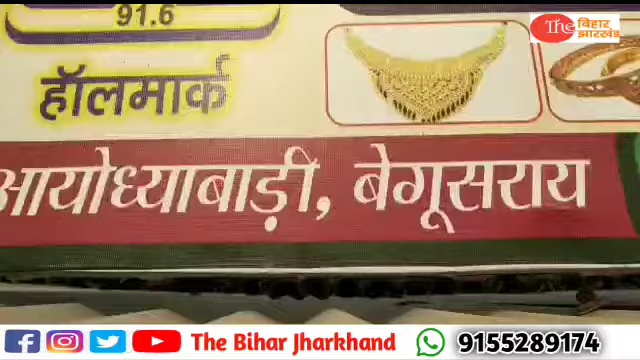 91.6
The बिहार झारखंड
हॉलमार्क
आयोध्याबाड़ी, बेगूसराय
The Bihar Jharkhand 9155289174